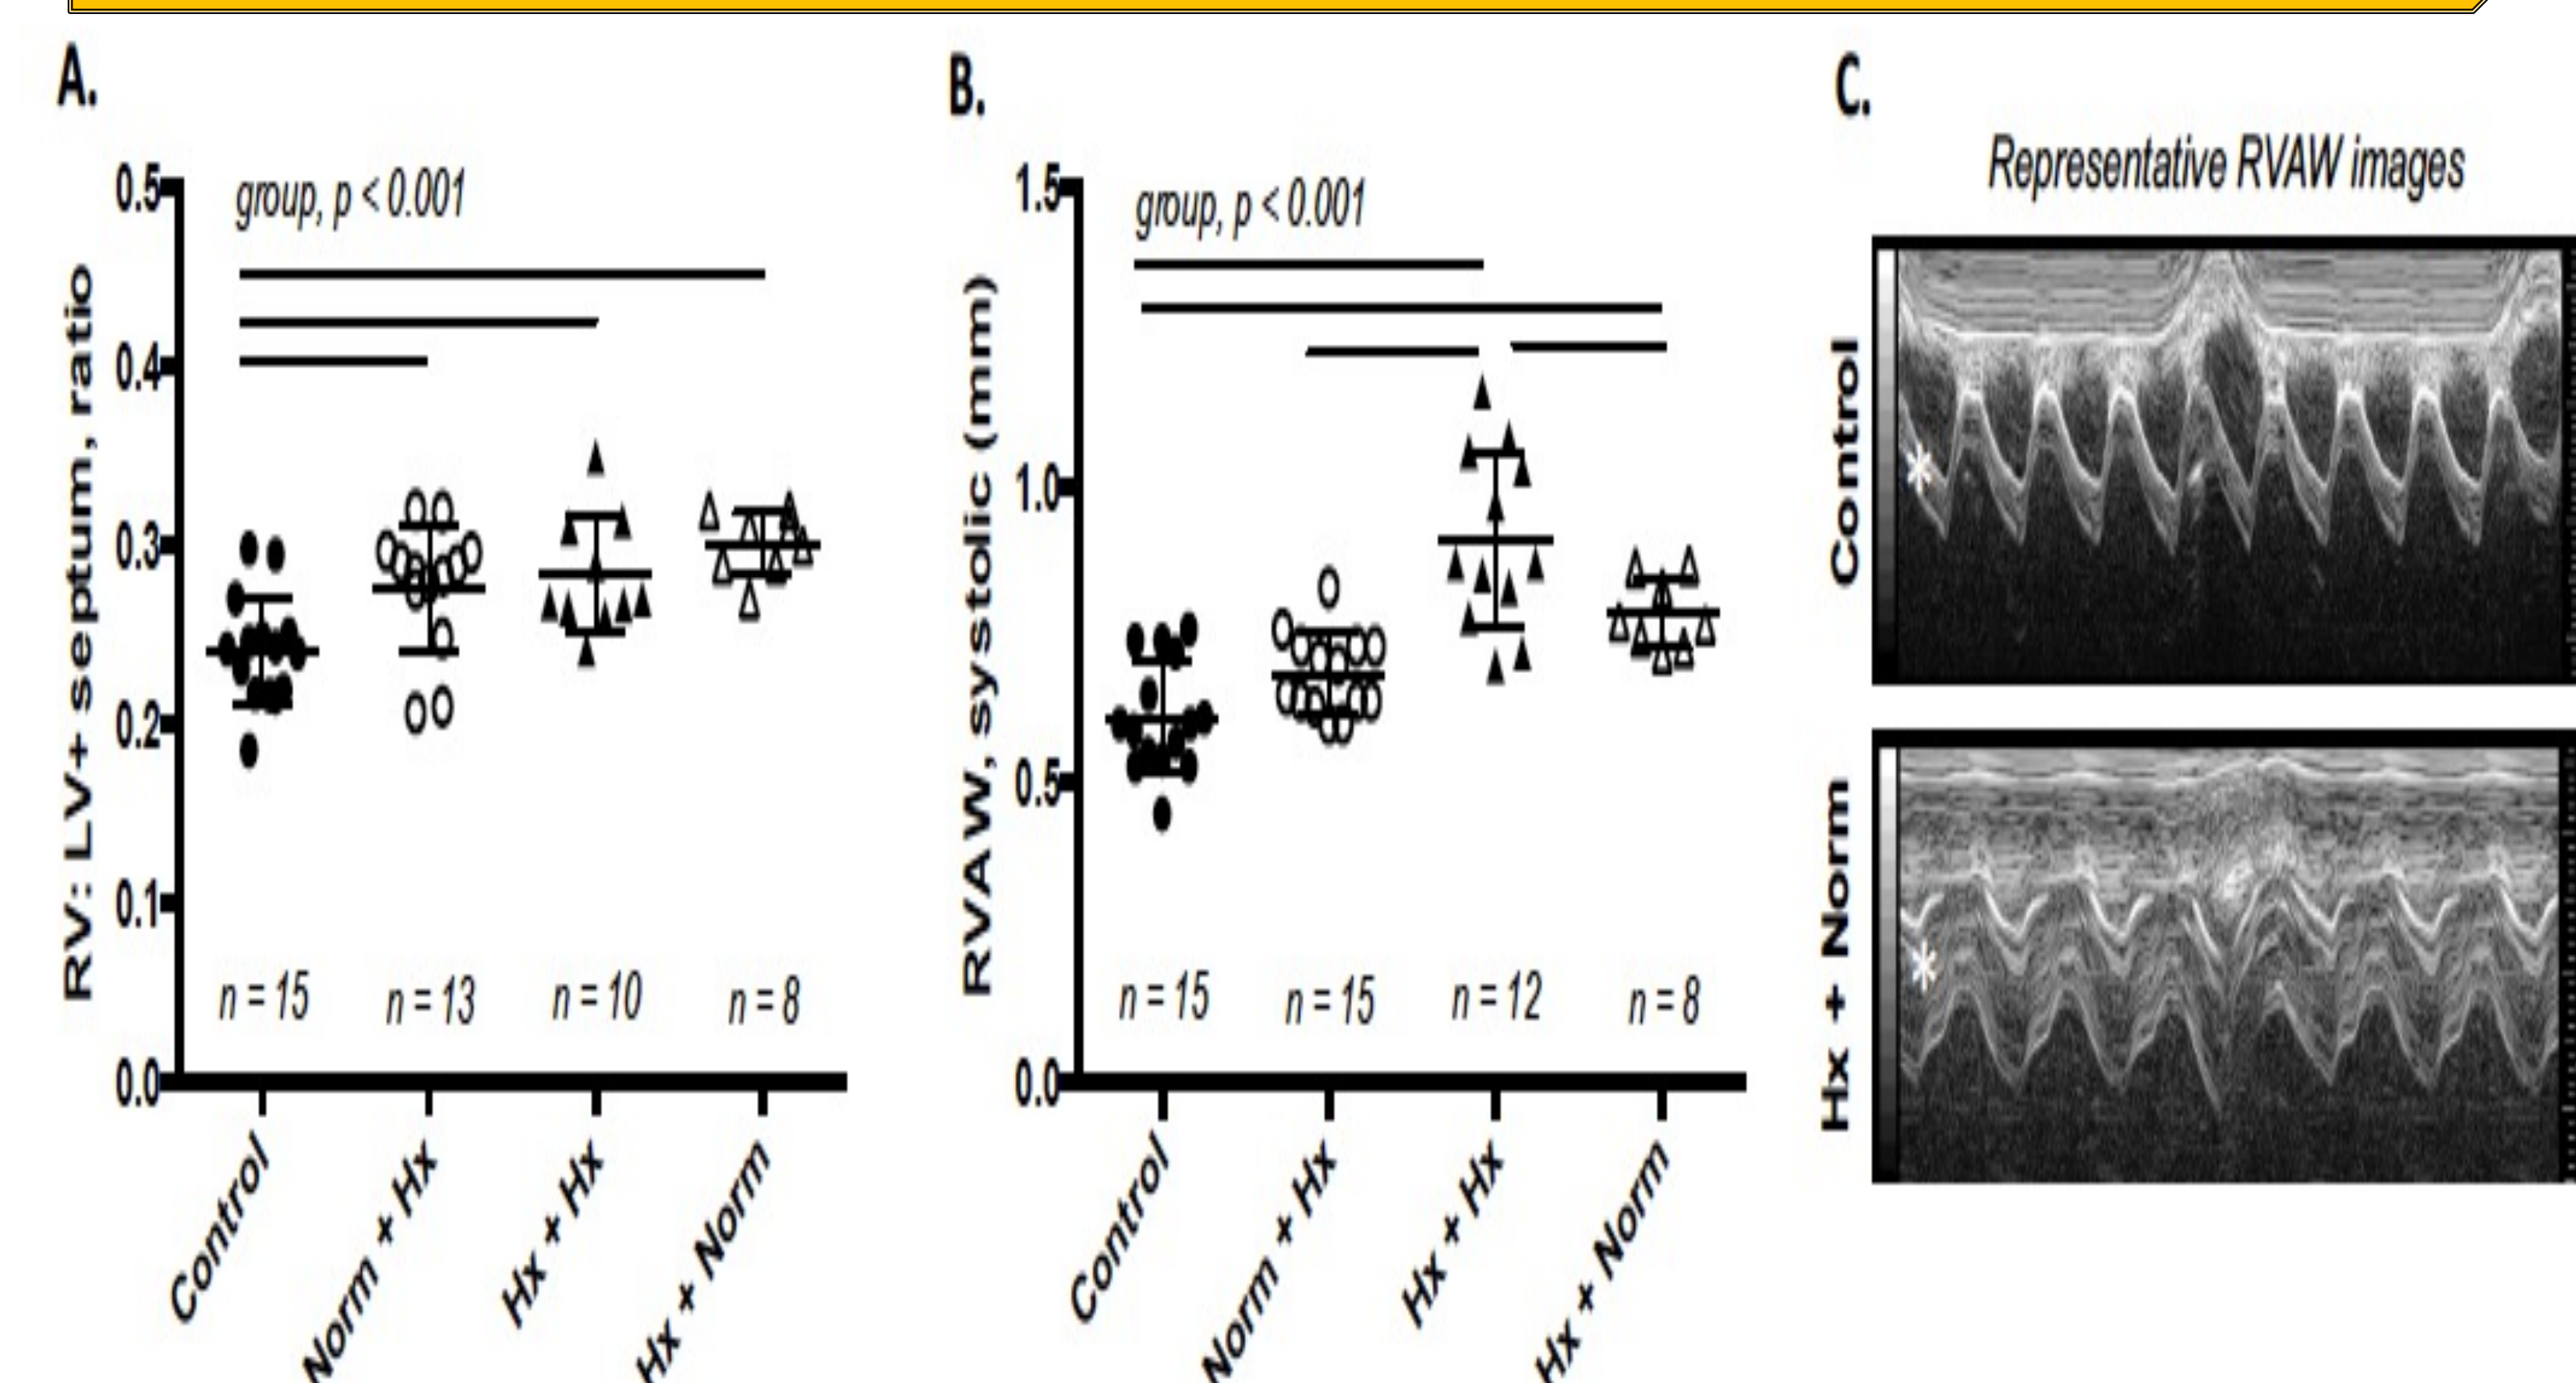 A.
RV: LV+ septum, ratio
group, p < 0.001
0.5
0.4
0.3
0.2
0.1
0.0
n = 15 n = 13 n = 10 n = 8
Control
Norm + Hx
Hx + Hx
Hx + Norm
B.
RVAW, systolic (mm)
group, p < 0.001
1.5
1.0
0.5
0.0
n = 15 n = 15 n = 12 n = 8
Control
Norm + Hx
Hx + Hx
Hx + Norm
C.
Representative RVAW images
Control
*
Hx + Norm
*